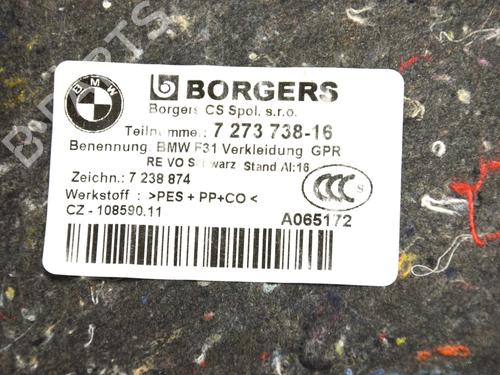 BMW
BORGERS
Borgers CS Spol. s.r.o.
Teilnummer: 7 273 738-16
Benennung: BMW F31 Verkleidung GPR
RE VO Schwarz Stand AI:16
Zeichn.: 7 238 874
Werkstoff : >PES + PP+CO <
CZ - 108590.11
CCC S
A065172